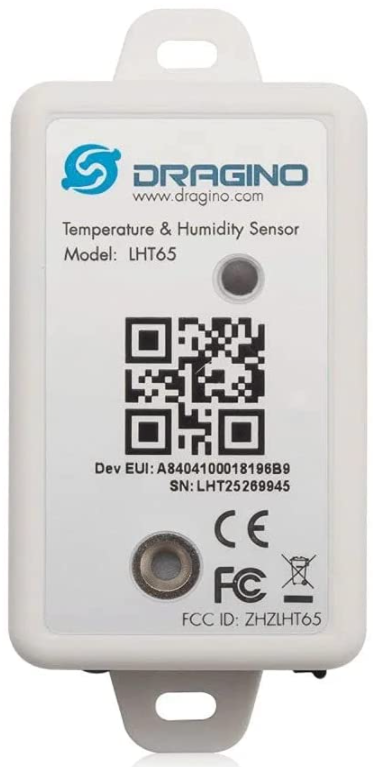 DRAGINO
www.dragino.com
Temperature & Humidity Sensor
Model: LHT65
Dev EUI: A8404100018196B9
SN: LHT25269945
CE
FC
FCC ID: ZHZLHT65